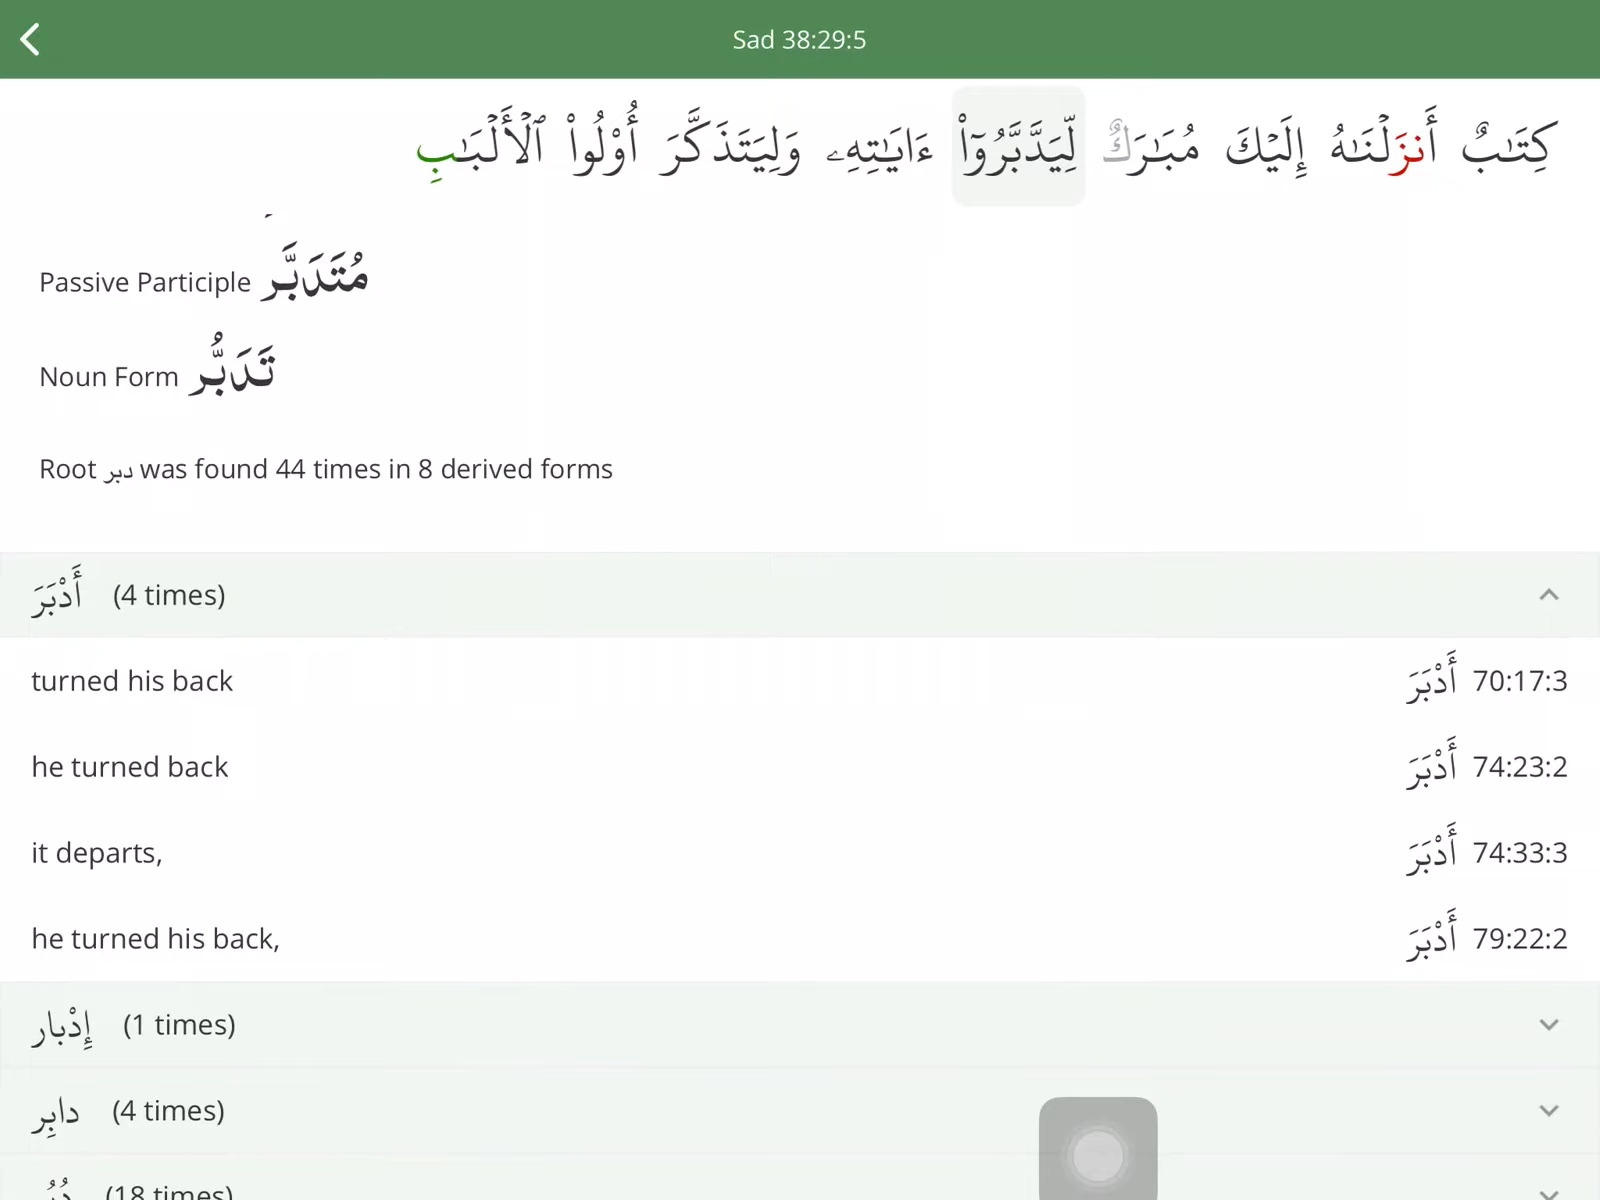 Sad 38:29:5
كِتَـٰبٌ أَنزَلْنَـٰهُ إِلَيْكَ مُبَـٰرَكٌ لِّيَدَّبَّرُوٓا۟ ءَايَـٰتِهِۦ وَلِيَتَذَكَّرَ أُو۟لُوا۟ ٱلْأَلْبَـٰبِ
Passive Participle مُتَدَبَّر
Noun Form تَدَبُّر
Root دبر was found 44 times in 8 derived forms
أَدْبَرَ (4 times)
turned his back أَدْبَرَ 70:17:3
he turned back أَدْبَرَ 74:23:2
it departs, أَدْبَرَ 74:33:3
he turned his back, أَدْبَرَ 79:22:2
إِدْبار (1 times)
دابِر (4 times)
(18 times)